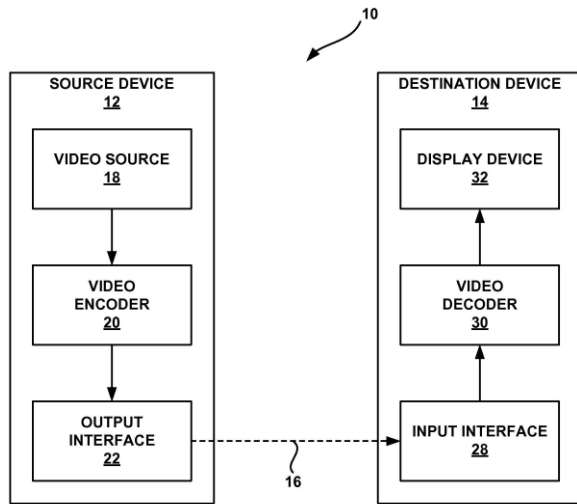 10
SOURCE DEVICE
12
VIDEO SOURCE
18
VIDEO
ENCODER
20
OUTPUT
INTERFACE
22
16
DESTINATION DEVICE
14
DISPLAY DEVICE
32
VIDEO
DECODER
30
INPUT INTERFACE
28